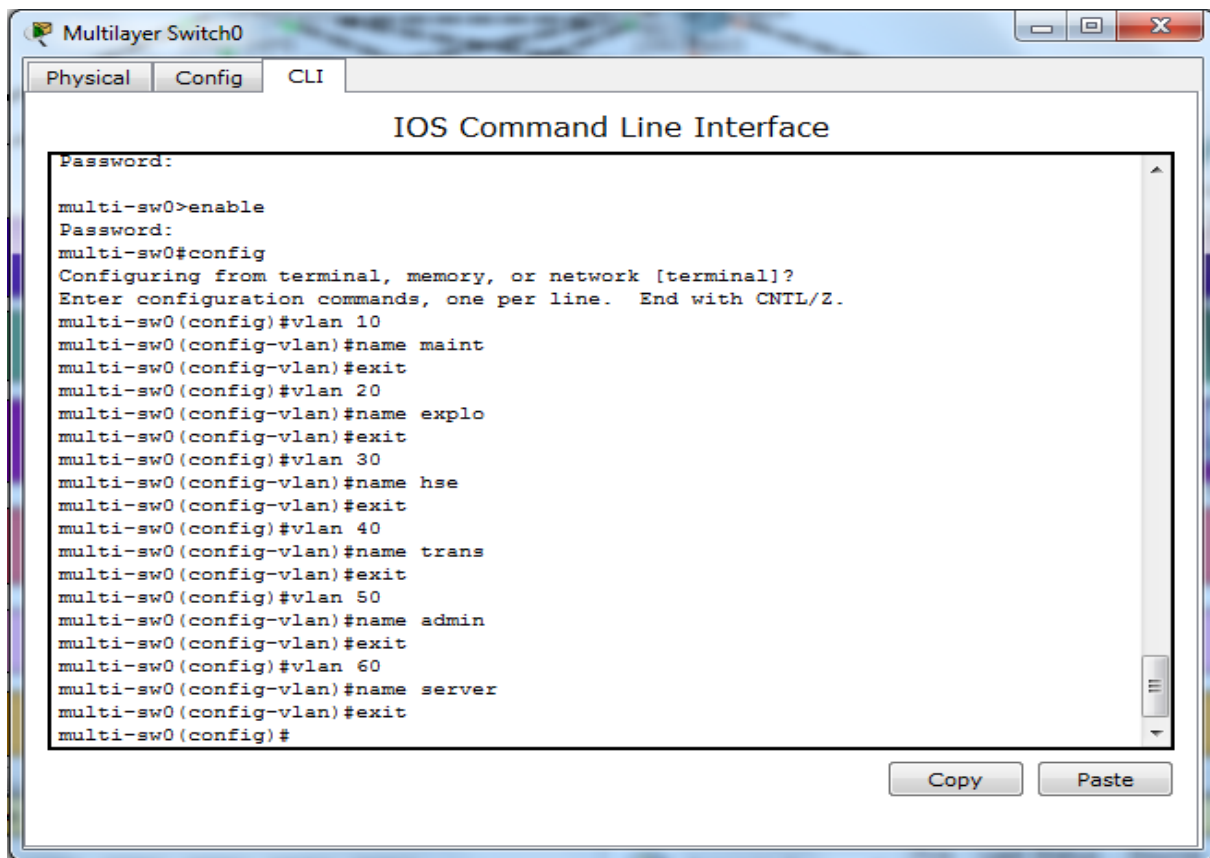 Multilayer Switch0
Physical Config CLI
IOS Command Line Interface
Password:
multi-sw0>enable
Password:
multi-sw0#config
Configuring from terminal, memory, or network [terminal]?
Enter configuration commands, one per line.  End with CNTL/Z.
multi-sw0(config)#vlan 10
multi-sw0(config-vlan)#name maint
multi-sw0(config-vlan)#exit
multi-sw0(config)#vlan 20
multi-sw0(config-vlan)#name explo
multi-sw0(config-vlan)#exit
multi-sw0(config)#vlan 30
multi-sw0(config-vlan)#name hse
multi-sw0(config-vlan)#exit
multi-sw0(config)#vlan 40
multi-sw0(config-vlan)#name trans
multi-sw0(config-vlan)#exit
multi-sw0(config)#vlan 50
multi-sw0(config-vlan)#name admin
multi-sw0(config-vlan)#exit
multi-sw0(config)#vlan 60
multi-sw0(config-vlan)#name server
multi-sw0(config-vlan)#exit
multi-sw0(config)#
Copy Paste